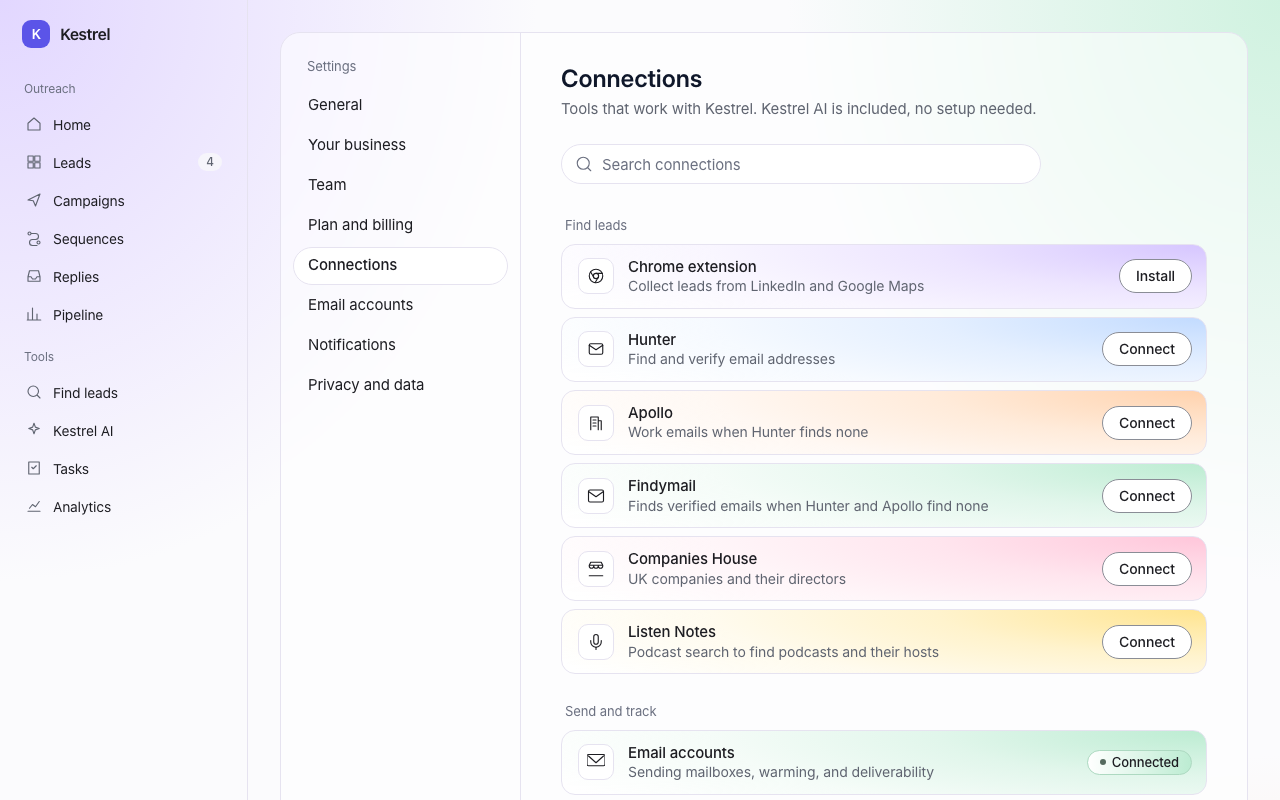 K Kestrel
Outreach
Home
Leads 4
Campaigns
Sequences
Replies
Pipeline
Tools
Find leads
Kestrel AI
Tasks
Analytics
Settings
General
Your business
Team
Plan and billing
Connections
Email accounts
Notifications
Privacy and data
Connections
Tools that work with Kestrel. Kestrel AI is included, no setup needed.
Search connections
Find leads
Chrome extension
Collect leads from LinkedIn and Google Maps
Install
Hunter
Find and verify email addresses
Connect
Apollo
Work emails when Hunter finds none
Connect
Findymail
Finds verified emails when Hunter and Apollo find none
Connect
Companies House
UK companies and their directors
Connect
Listen Notes
Podcast search to find podcasts and their hosts
Connect
Send and track
Email accounts
Sending mailboxes, warming, and deliverability
Connected